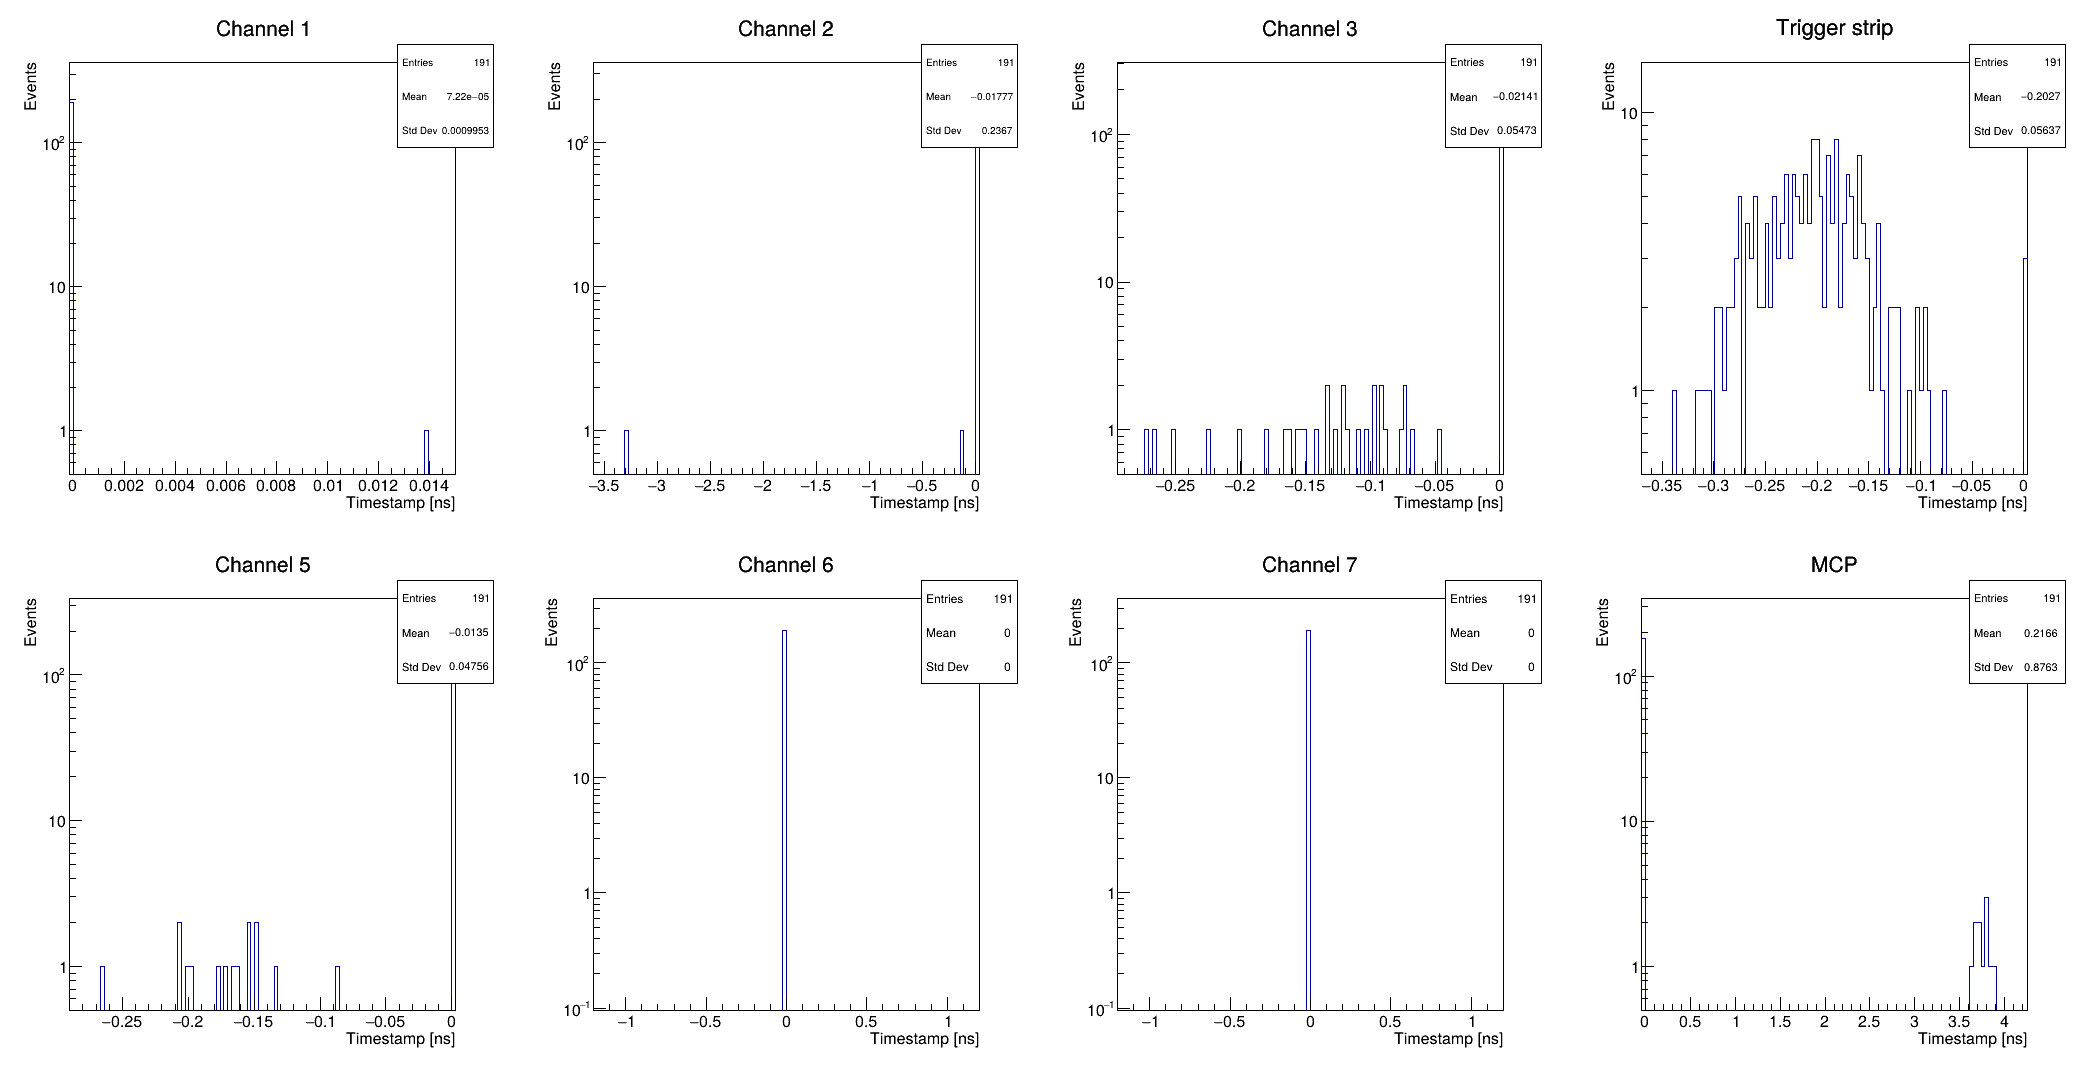 Channel 1
Events
Entries 191
Mean 7.22e−05
Std Dev 0.0009953
10²
10
1
0 0.002 0.004 0.006 0.008 0.01 0.012 0.014
Timestamp [ns]
Channel 2
Events
Entries 191
Mean −0.01777
Std Dev 0.2367
10²
10
1
−3.5 −3 −2.5 −2 −1.5 −1 −0.5 0
Timestamp [ns]
Channel 3
Events
Entries 191
Mean −0.02141
Std Dev 0.05473
10²
10
1
−0.25 −0.2 −0.15 −0.1 −0.05 0
Timestamp [ns]
Trigger strip
Events
Entries 191
Mean −0.2027
Std Dev 0.05637
10
1
−0.35 −0.3 −0.25 −0.2 −0.15 −0.1 −0.05 0
Timestamp [ns]
Channel 5
Events
Entries 191
Mean −0.0135
Std Dev 0.04756
10²
10
1
−0.25 −0.2 −0.15 −0.1 −0.05 0
Timestamp [ns]
Channel 6
Events
Entries 191
Mean 0
Std Dev 0
10²
10
1
10⁻¹
−1 −0.5 0 0.5 1
Timestamp [ns]
Channel 7
Events
Entries 191
Mean 0
Std Dev 0
10²
10
1
10⁻¹
−1 −0.5 0 0.5 1
Timestamp [ns]
MCP
Events
Entries 191
Mean 0.2166
Std Dev 0.8763
10²
10
1
0 0.5 1 1.5 2 2.5 3 3.5 4
Timestamp [ns]